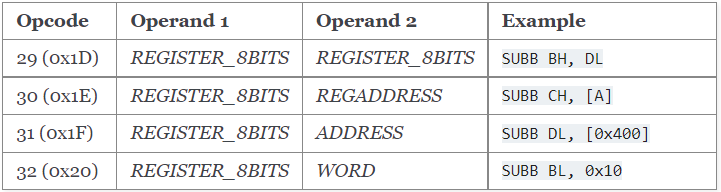 Opcode Operand 1 Operand 2 Example
29 (0x1D) REGISTER_8BITS REGISTER_8BITS SUBB BH, DL
30 (0x1E) REGISTER_8BITS REGADDRESS SUBB CH, [A]
31 (0x1F) REGISTER_8BITS ADDRESS SUBB DL, [0x400]
32 (0x20) REGISTER_8BITS WORD SUBB BL, 0x10